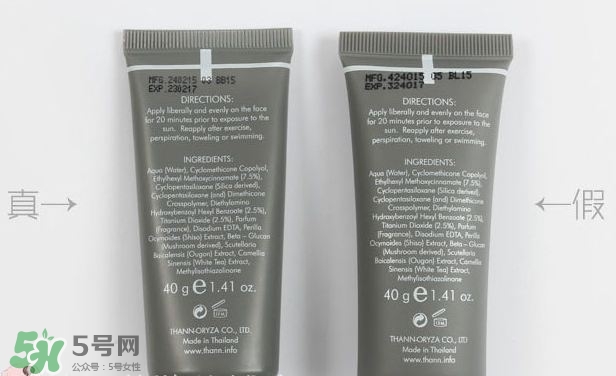 MFG.240215 03 BB15
EXP.230217
DIRECTIONS:
Apply liberally and evenly on the face
for 20 minutes prior to exposure to the
sun. Reapply after exercise,
perspiration, toweling or swimming.
INGREDIENTS:
Aqua (Water), Cyclomethicone Copolyol,
Ethylhexyl Methoxycinnamate (7.5%),
Cyclopentasiloxane (Silica derived),
Cyclopentasiloxane (and) Dimethicone
Crosspolymer, Diethylamino
Hydroxybenzoyl Hexyl Benzoate (2.5%),
Titanium Dioxide (2.5%), Parfum
(Fragrance), Disodium EDTA, Perilla
Ocymoides (Shiso) Extract, Beta – Glucan
(Mushroom derived), Scutellaria
Baicalensis (Ougon) Extract, Camellia
Sinensis (White Tea) Extract,
Methylisothiazolinone
40 g e 1.41 oz.
12M
THANN-ORYZA CO., LTD.
Made in Thailand
www.thann.info
MFG.424015 05 BL15
EXP.324017
DIRECTIONS:
Apply liberally and evenly on the face
for 20 minutes prior to exposure to the
sun. Reapply after exercise,
perspiration, toweling or swimming.
INGREDIENTS:
Aqua (Water), Cyclomethicone Copolyol,
Ethylhexyl Methoxycinnamate (7.5%),
Cyclopentasiloxane (Silica derived),
Cyclopentasiloxane (and) Dimethicone
Crosspolymer, Diethylamino
Hydroxybenzoyl Hexyl Benzoate (2.5%),
Titanium Dioxide (2.5%), Parfum
(Fragrance), Disodium EDTA, Perilla
Ocymoides (Shiso) Extract, Beta – Glucan
(Mushroom derived), Scutellaria
Baicalensis (Ougon) Extract, Camellia
Sinensis (White Tea) Extract,
Methylisothiazolinone
40 g e 1.41 oz.
12M
THANN-ORYZA CO., LTD.
Made in Thailand
www.thann.info
真
假
5号网
公众号：5号女性